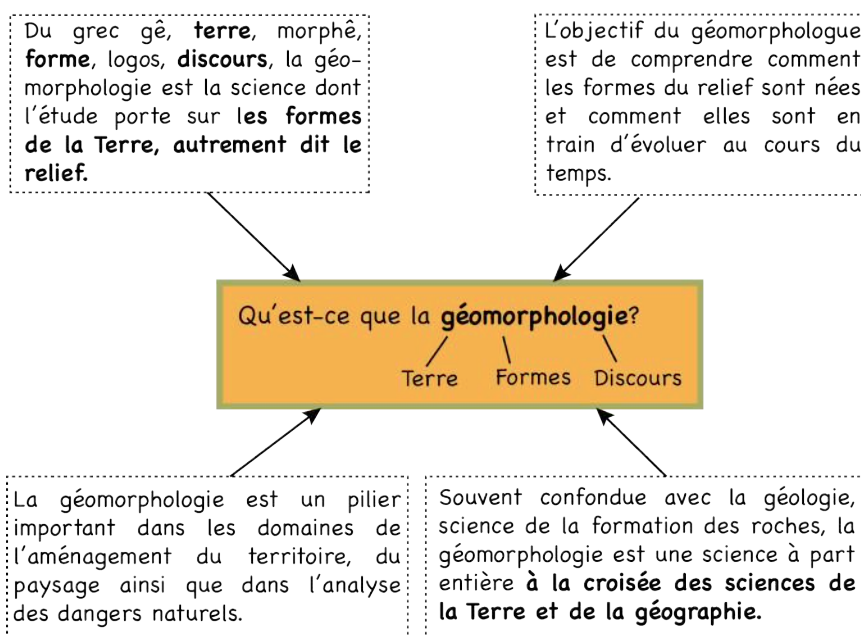 Du grec gê, terre, morphê,
forme, logos, discours, la géo-
morphologie est la science dont
l'étude porte sur les formes
de la Terre, autrement dit le
relief.
L'objectif du géomorphologue
est de comprendre comment
les formes du relief sont nées
et comment elles sont en
train d'évoluer au cours du
temps.
Qu'est-ce que la géomorphologie?
Terre Formes Discours
La géomorphologie est un pilier
important dans les domaines de
l'aménagement du territoire, du
paysage ainsi que dans l'analyse
des dangers naturels.
Souvent confondue avec la géologie,
science de la formation des roches, la
géomorphologie est une science à part
entière à la croisée des sciences de
la Terre et de la géographie.